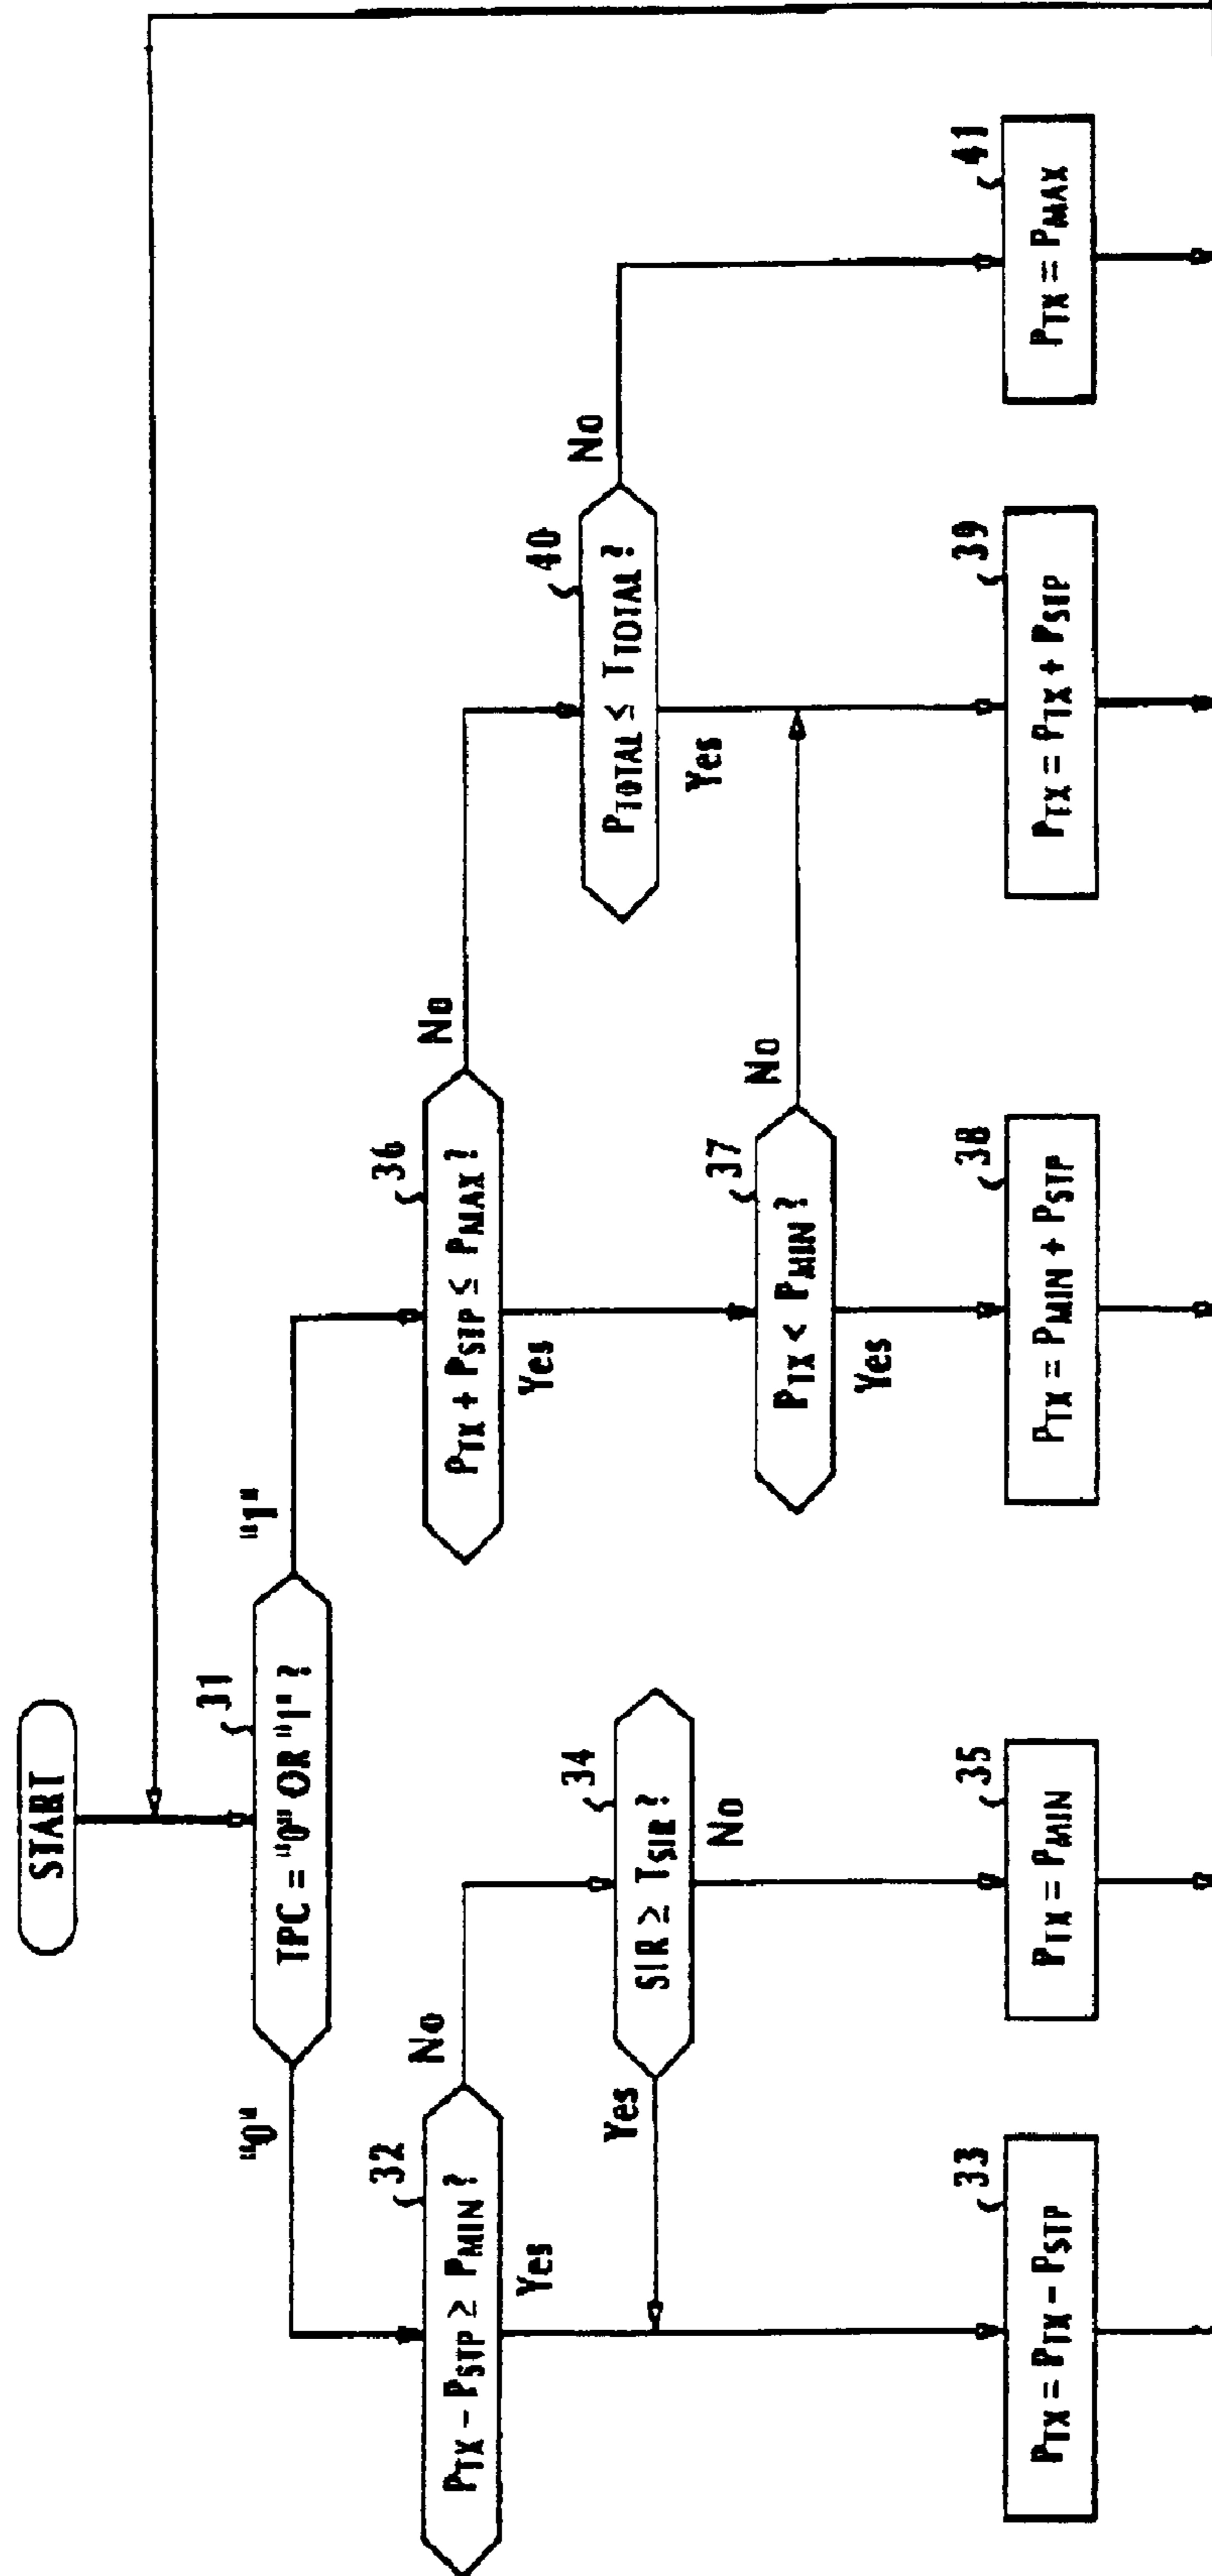 START
31
TPC = "0" OR "1" ?
"0"
"1"
32
P_TX − P_STP ≥ P_MIN ?
No
Yes
36
P_TX + P_STP ≤ P_MAX ?
No
Yes
34
SIR ≥ T_SIR ?
Yes
No
40
P_TOTAL ≤ T_TOTAL ?
No
Yes
37
P_TX < P_MIN ?
No
Yes
33
P_TX = P_TX − P_STP
35
P_TX = P_MIN
38
P_TX = P_MIN + P_STP
39
P_TX = P_TX + P_STP
41
P_TX = P_MAX